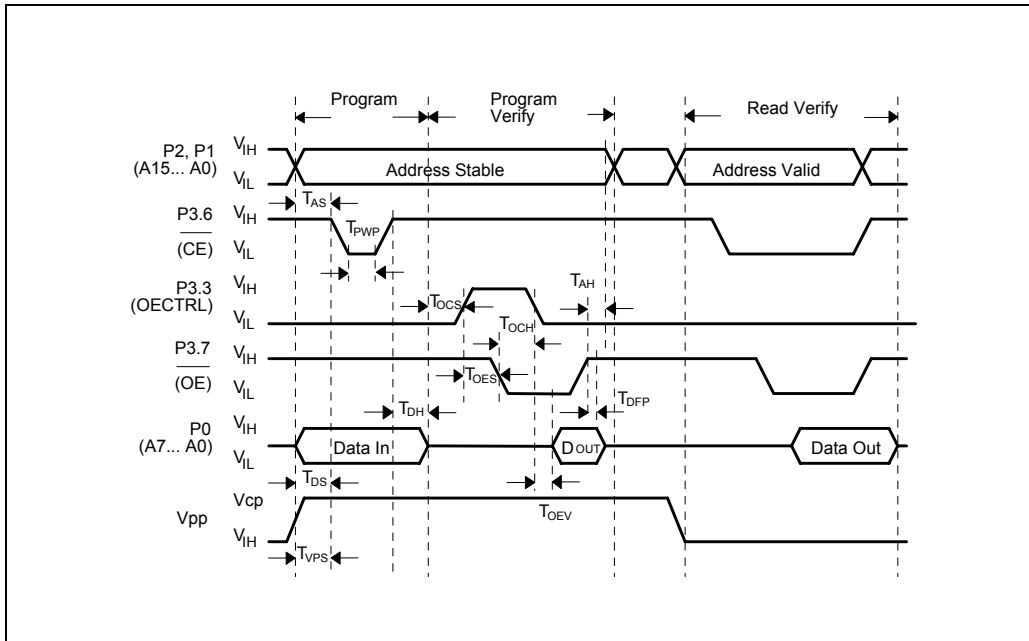 Program
Program
Verify
Read Verify
P2, P1
(A15... A0)
VIH
VIL
Address Stable
Address Valid
TAS
P3.6
(CE)
VIH
VIL
TPWP
P3.3
(OECTRL)
VIH
VIL
TOCS
TAH
TOCH
P3.7
(OE)
VIH
VIL
TOES
TDFP
TDH
P0
(A7... A0)
VIH
VIL
Data In
DOUT
Data Out
TDS
TOEV
Vpp
Vcp
VIH
TVPS